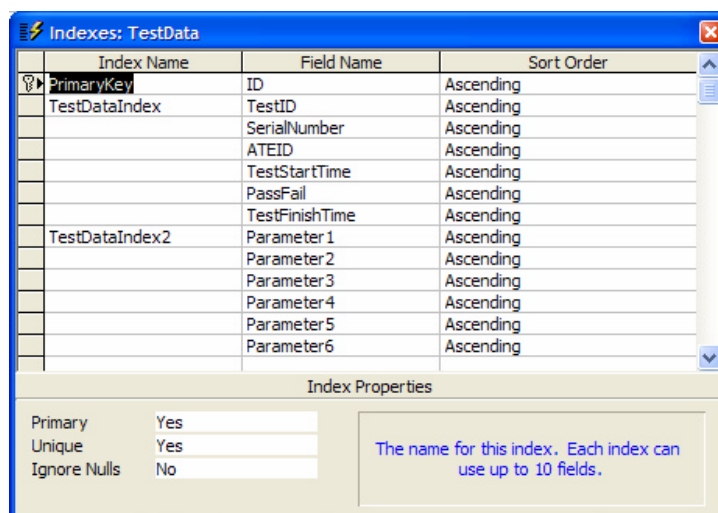 Indexes: TestData
Index Name Field Name Sort Order
PrimaryKey ID Ascending
TestDataIndex TestID Ascending
SerialNumber Ascending
ATEID Ascending
TestStartTime Ascending
PassFail Ascending
TestFinishTime Ascending
TestDataIndex2 Parameter1 Ascending
Parameter2 Ascending
Parameter3 Ascending
Parameter4 Ascending
Parameter5 Ascending
Parameter6 Ascending
Index Properties
Primary Yes
Unique Yes
Ignore Nulls No
The name for this index. Each index can
use up to 10 fields.